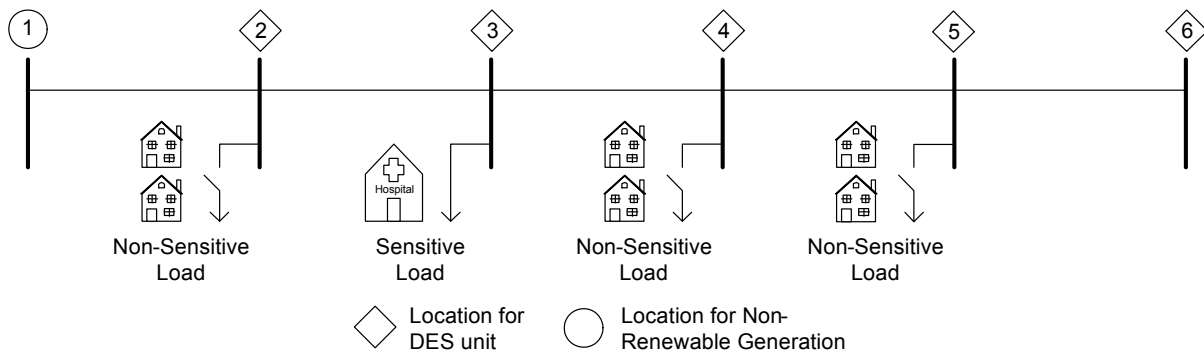 1 2 3 4 5 6
Hospital
Non-Sensitive
Load
Sensitive
Load
Non-Sensitive
Load
Non-Sensitive
Load
Location for
DES unit
Location for Non-
Renewable Generation